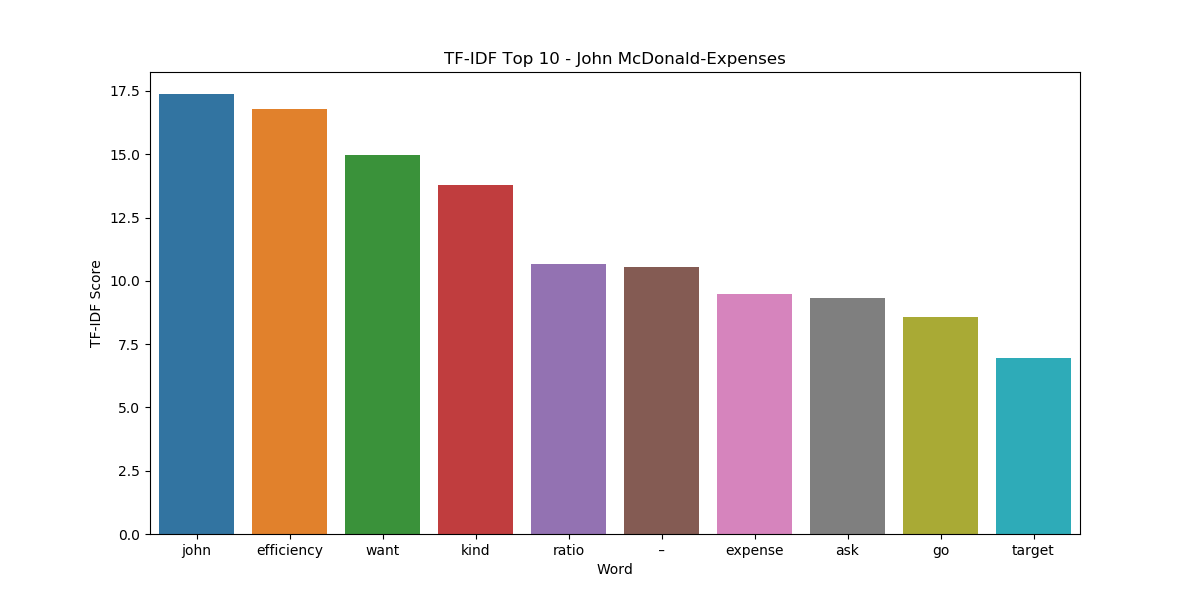 TF-IDF Top 10 - John McDonald-Expenses
17.5
15.0
12.5
10.0
7.5
5.0
2.5
0.0
TF-IDF Score
john efficiency want kind ratio – expense ask go target
Word